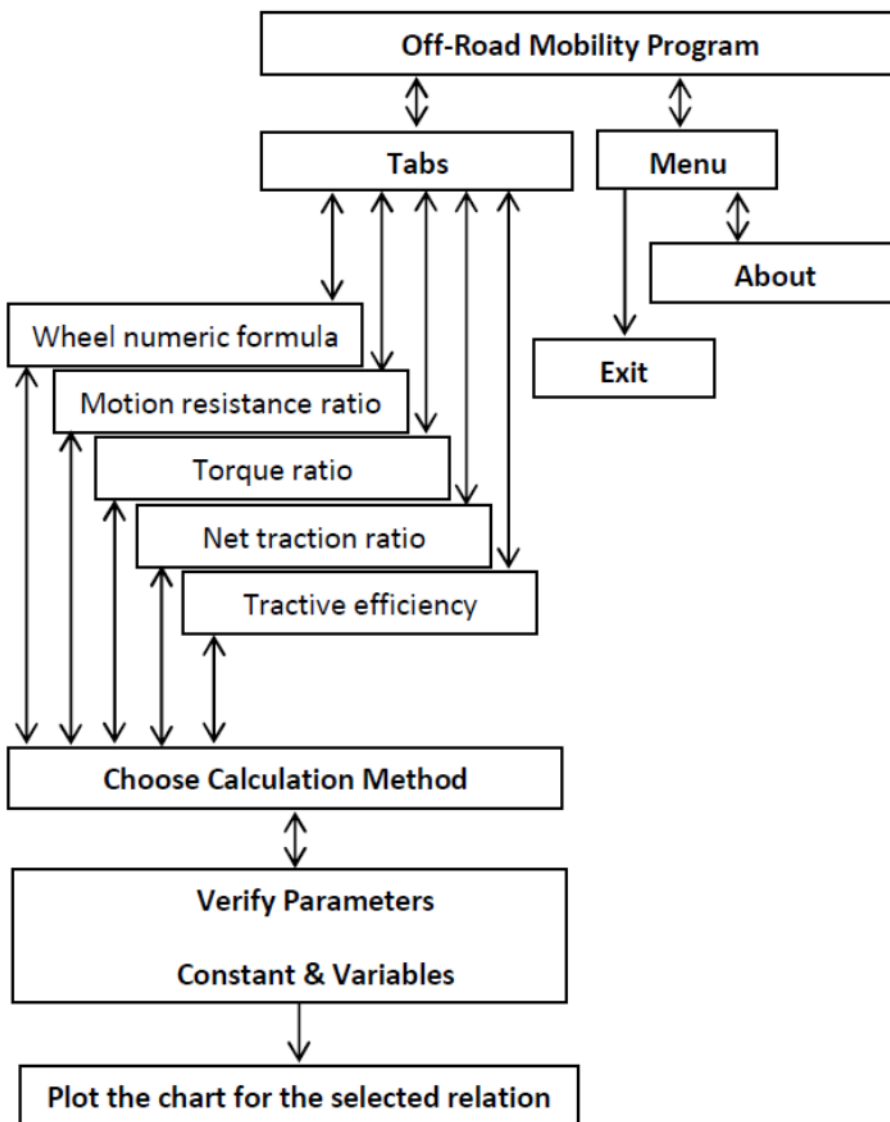 Off-Road Mobility Program
Tabs
Menu
About
Wheel numeric formula
Exit
Motion resistance ratio
Torque ratio
Net traction ratio
Tractive efficiency
Choose Calculation Method
Verify Parameters
Constant & Variables
Plot the chart for the selected relation